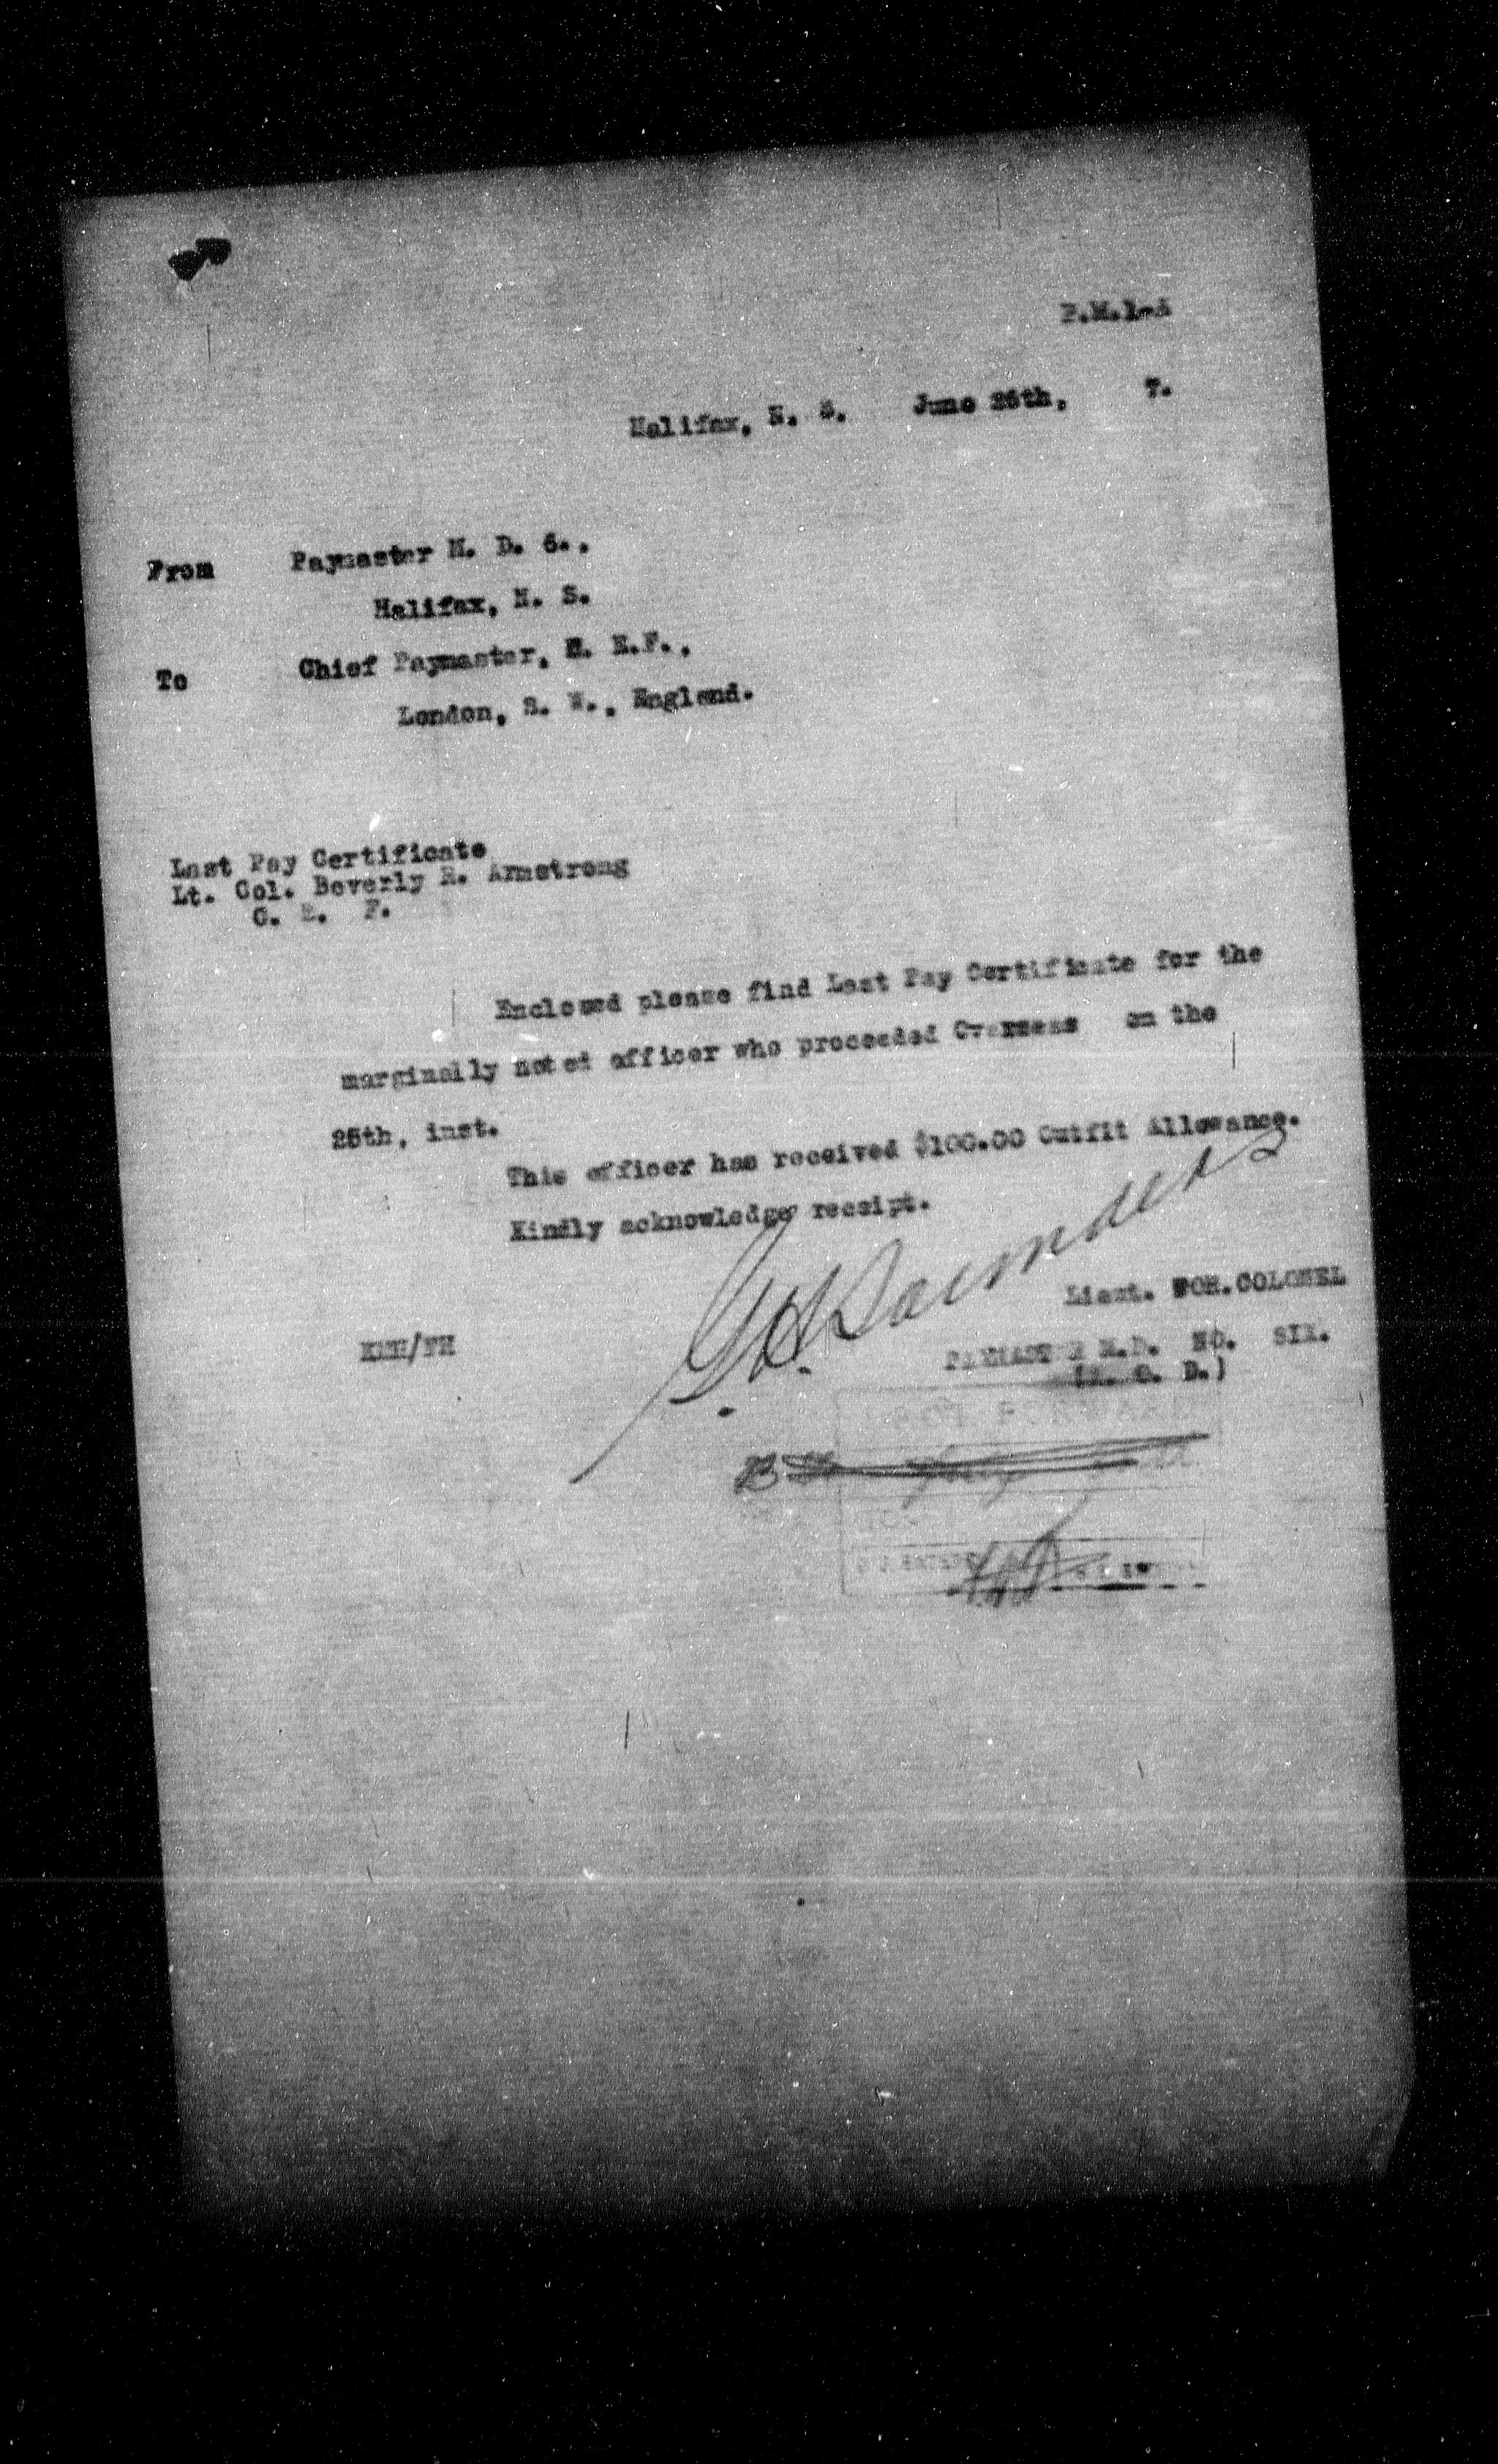 P.M.1-A
Halifax, N. S. June 26th, 7.
From Paymaster M. D. 6.,
Halifax, N. S.
To Chief Paymaster, E.F.,
London, S. W., England.
Last Pay Certificate
Lt. Col. Beverly R. Armstrong
C. E. F.
Enclosed please find Last Pay Certificate for the
marginally noted officer who proceeded Overseas on the
25th, inst.
This officer has received $100.00 Outfit Allowance.
Kindly acknowledge receipt.
Lieut. COLONEL
/FH
PAYMASTER M.D. NO. SIX.
FORWARD